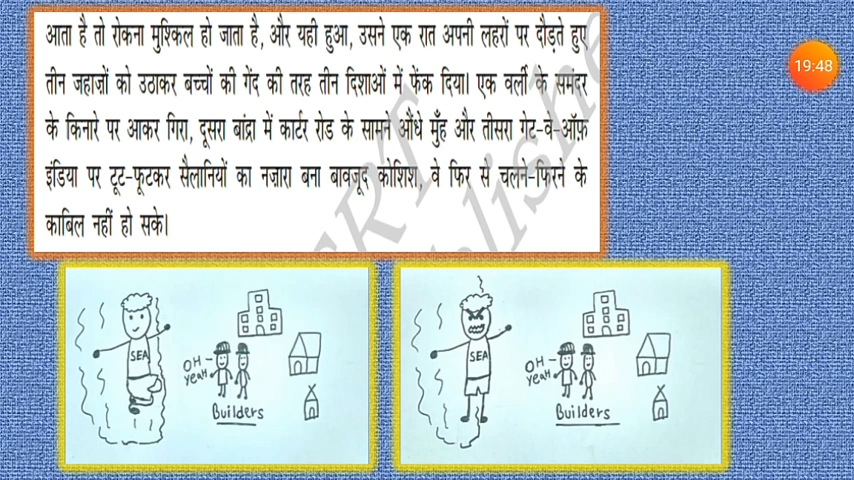 आता है तो रोकना मुश्किल हो जाता है, और यही हुआ, उसने एक रात अपनी लहरों पर दौड़ते हुए
तीन जहाज़ों को उठाकर बच्चों की गेंद की तरह तीन दिशाओं में फेंक दिया। एक वर्ली के समंदर
के किनारे पर आकर गिरा, दूसरा बांद्रा में कार्टर रोड के सामने औंधे मुँह और तीसरा गेट-वे-ऑफ़
इंडिया पर टूट-फूटकर सैलानियों का नज़ारा बना बावजूद कोशिश, वे फिर से चलने-फिरने के
काबिल नहीं हो सके।
19:48
SEA
OH
yeaH
Builders
SEA
OH
yeaH
Builders